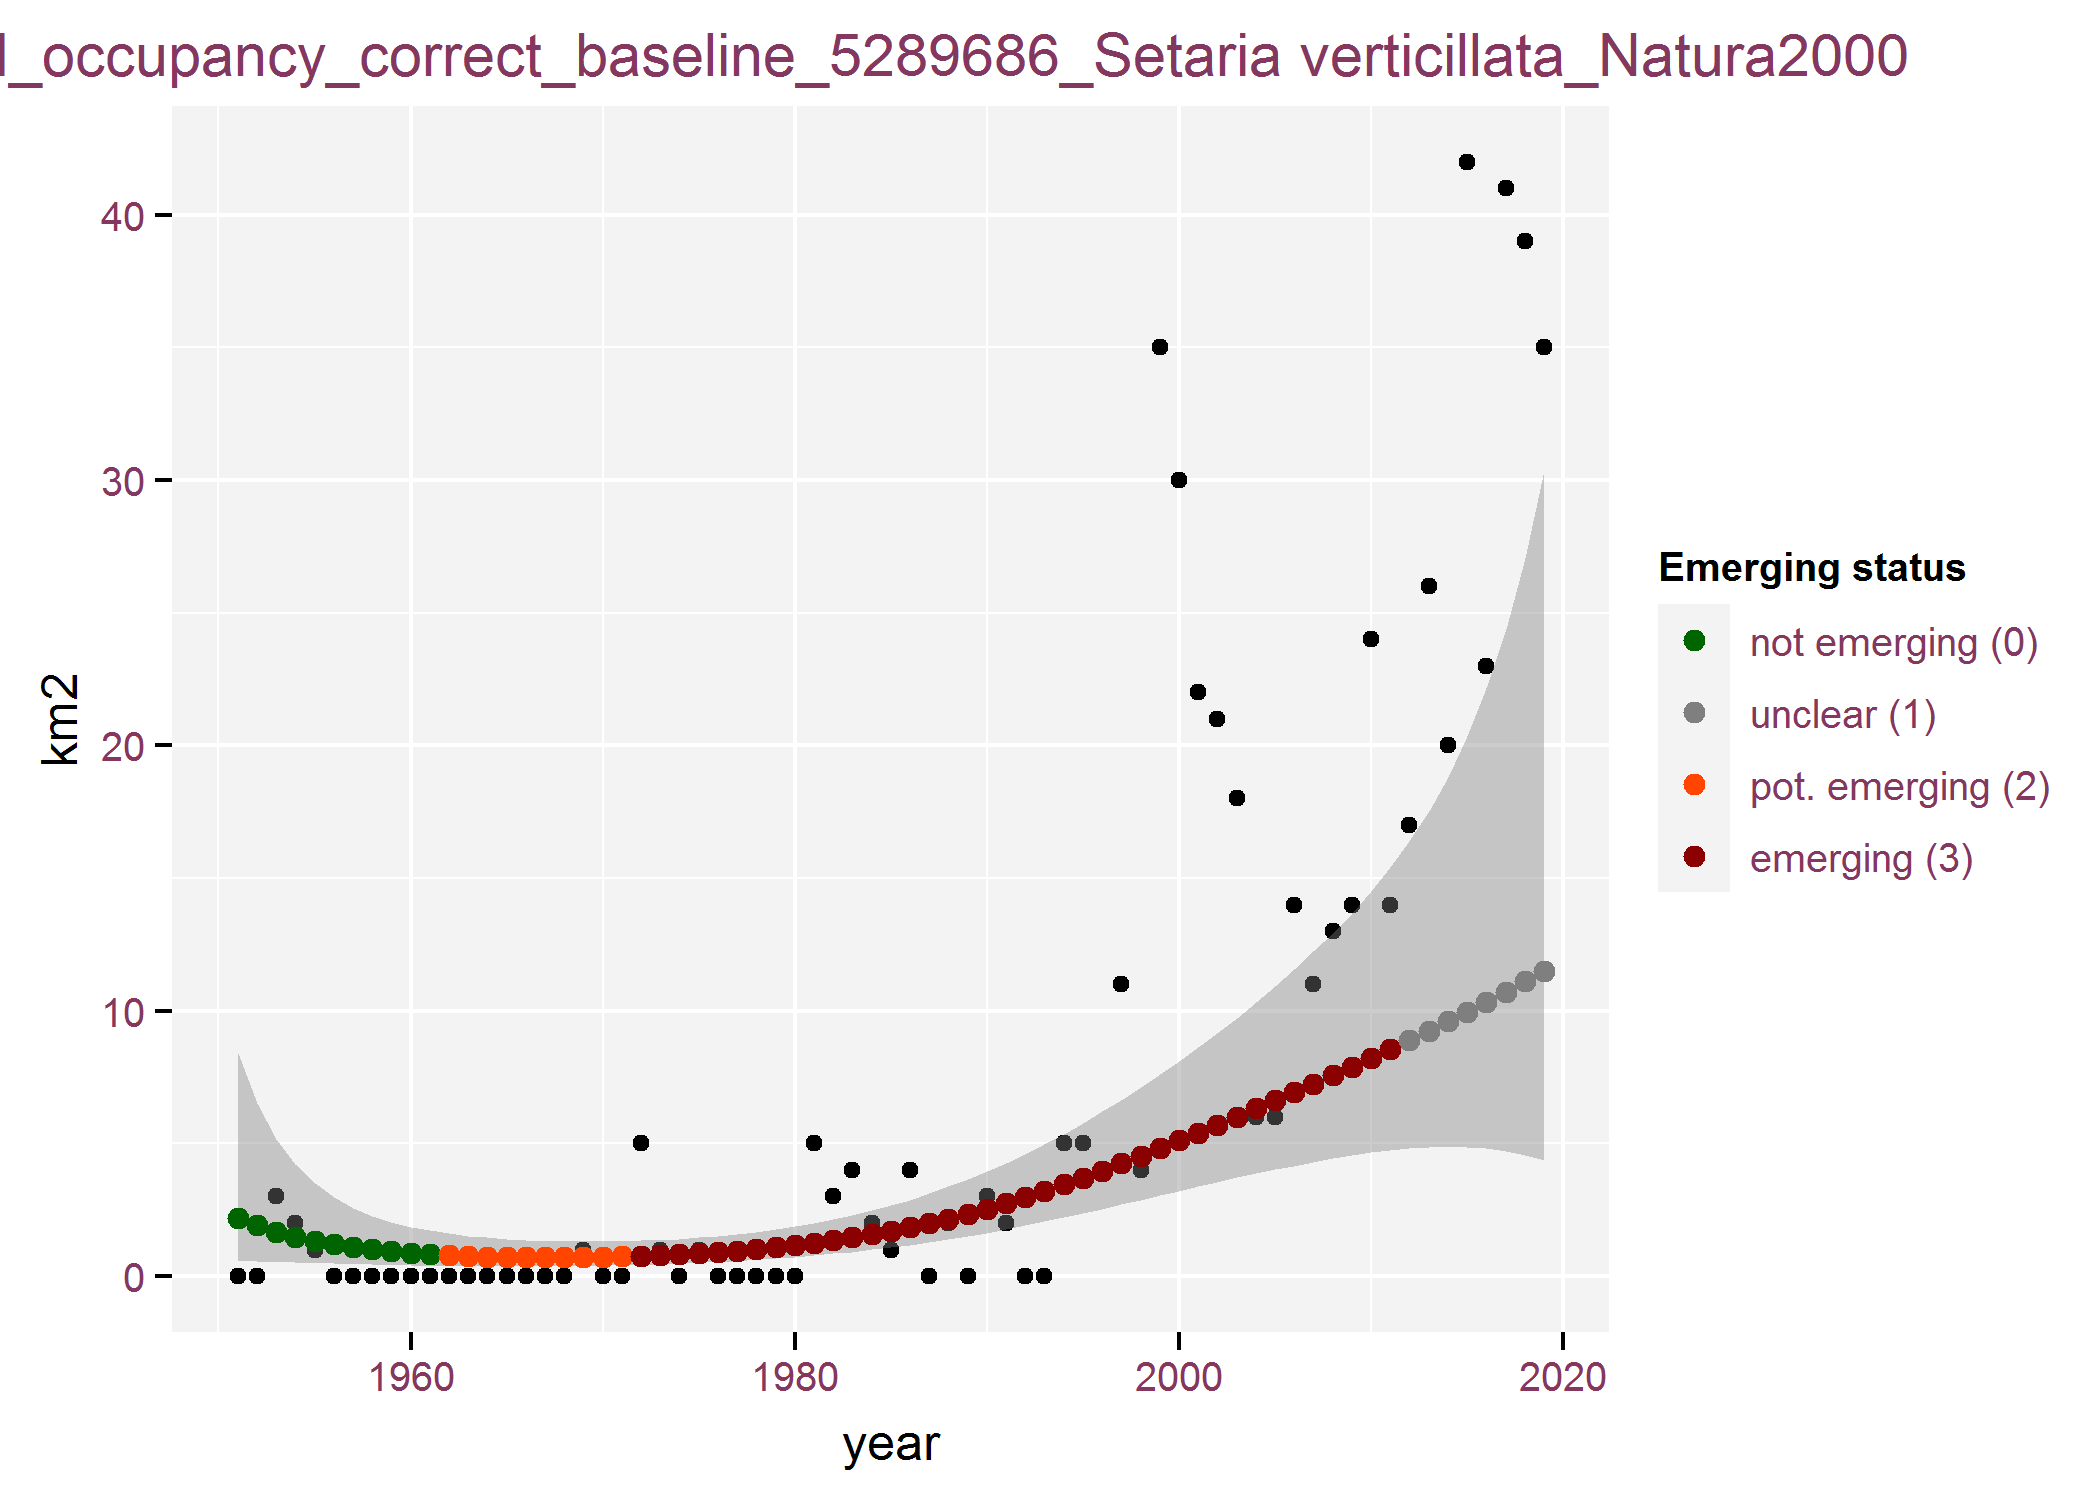 _occupancy_correct_baseline_5289686_Setaria verticillata_Natura2000
40
30
20
10
0
km2
1960 1980 2000 2020
year
Emerging status
not emerging (0)
unclear (1)
pot. emerging (2)
emerging (3)